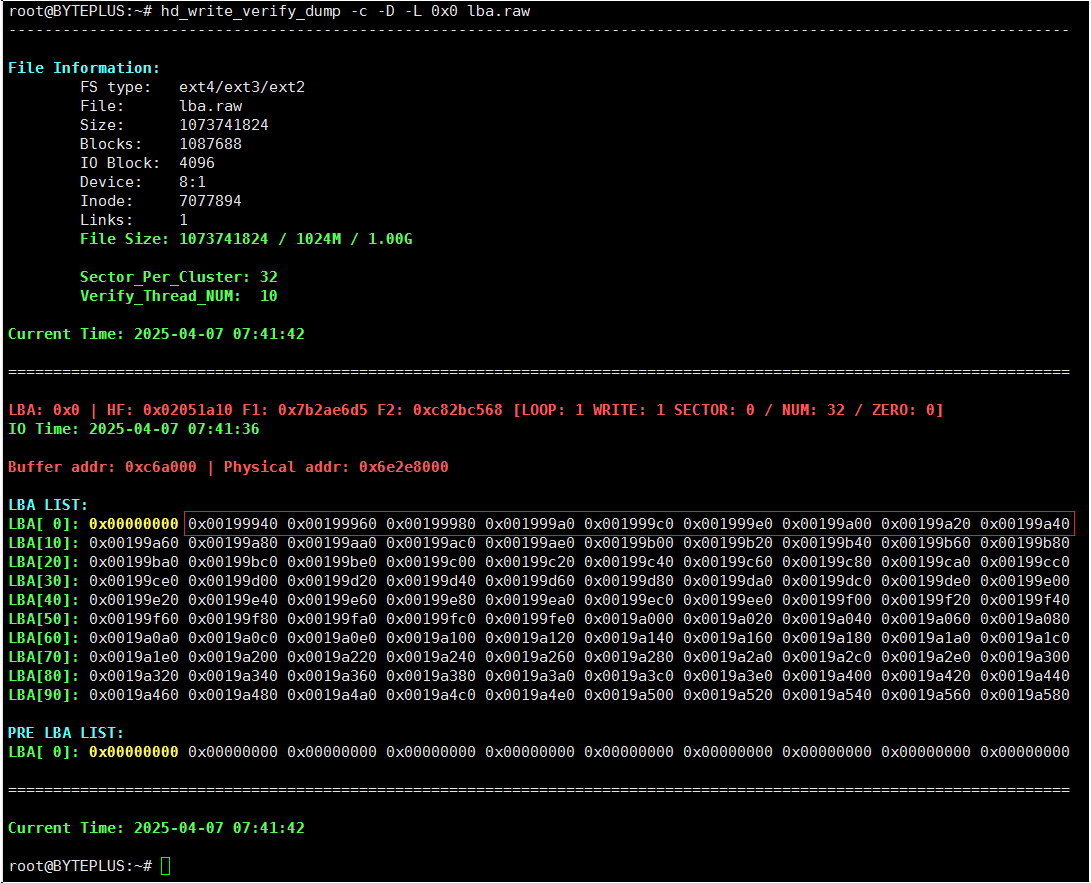 root@BYTEPLUS:~# hd_write_verify_dump -c -D -L 0x0 lba.raw
----------------------------------------------------------------------------------------------------------------------
File Information:
FS type: ext4/ext3/ext2
File: lba.raw
Size: 1073741824
Blocks: 1087688
IO Block: 4096
Device: 8:1
Inode: 7077894
Links: 1
File Size: 1073741824 / 1024M / 1.00G
Sector_Per_Cluster: 32
Verify_Thread_NUM: 10
Current Time: 2025-04-07 07:41:42
======================================================================================================================
LBA: 0x0 | HF: 0x02051a10 F1: 0x7b2ae6d5 F2: 0xc82bc568 [LOOP: 1 WRITE: 1 SECTOR: 0 / NUM: 32 / ZERO: 0]
IO Time: 2025-04-07 07:41:36
Buffer addr: 0xc6a000 | Physical addr: 0x6e2e8000
LBA LIST:
LBA[ 0]: 0x00000000 0x00199940 0x00199960 0x00199980 0x001999a0 0x001999c0 0x001999e0 0x00199a00 0x00199a20 0x00199a40
LBA[10]: 0x00199a60 0x00199a80 0x00199aa0 0x00199ac0 0x00199ae0 0x00199b00 0x00199b20 0x00199b40 0x00199b60 0x00199b80
LBA[20]: 0x00199ba0 0x00199bc0 0x00199be0 0x00199c00 0x00199c20 0x00199c40 0x00199c60 0x00199c80 0x00199ca0 0x00199cc0
LBA[30]: 0x00199ce0 0x00199d00 0x00199d20 0x00199d40 0x00199d60 0x00199d80 0x00199da0 0x00199dc0 0x00199de0 0x00199e00
LBA[40]: 0x00199e20 0x00199e40 0x00199e60 0x00199e80 0x00199ea0 0x00199ec0 0x00199ee0 0x00199f00 0x00199f20 0x00199f40
LBA[50]: 0x00199f60 0x00199f80 0x00199fa0 0x00199fc0 0x00199fe0 0x0019a000 0x0019a020 0x0019a040 0x0019a060 0x0019a080
LBA[60]: 0x0019a0a0 0x0019a0c0 0x0019a0e0 0x0019a100 0x0019a120 0x0019a140 0x0019a160 0x0019a180 0x0019a1a0 0x0019a1c0
LBA[70]: 0x0019a1e0 0x0019a200 0x0019a220 0x0019a240 0x0019a260 0x0019a280 0x0019a2a0 0x0019a2c0 0x0019a2e0 0x0019a300
LBA[80]: 0x0019a320 0x0019a340 0x0019a360 0x0019a380 0x0019a3a0 0x0019a3c0 0x0019a3e0 0x0019a400 0x0019a420 0x0019a440
LBA[90]: 0x0019a460 0x0019a480 0x0019a4a0 0x0019a4c0 0x0019a4e0 0x0019a500 0x0019a520 0x0019a540 0x0019a560 0x0019a580
PRE LBA LIST:
LBA[ 0]: 0x00000000 0x00000000 0x00000000 0x00000000 0x00000000 0x00000000 0x00000000 0x00000000 0x00000000 0x00000000
======================================================================================================================
Current Time: 2025-04-07 07:41:42
root@BYTEPLUS:~#